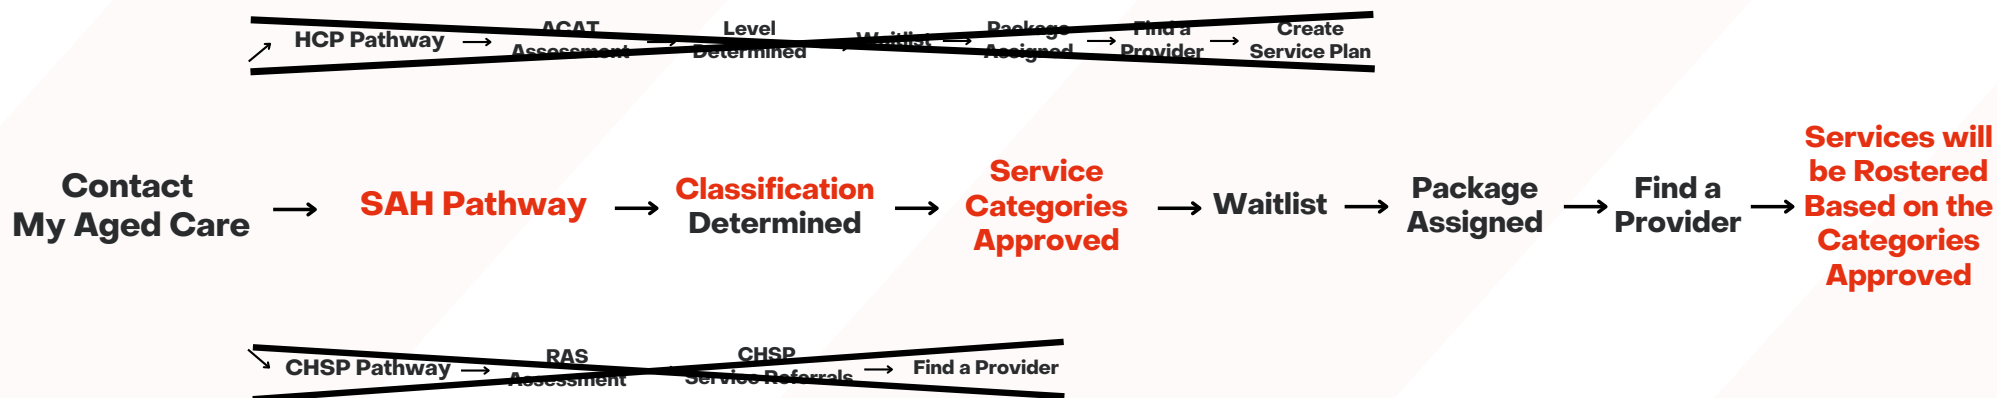 HCP Pathway
ACAT
Assessment
Level
Determined
Waitlist
Package
Assigned
Find a
Provider
Create
Service Plan
Contact
My Aged Care
SAH Pathway
Classification
Determined
Service
Categories
Approved
Waitlist
Package
Assigned
Find a
Provider
Services will
be Rostered
Based on the
Categories
Approved
CHSP Pathway
RAS
Assessment
CHSP
Service Referrals
Find a Provider